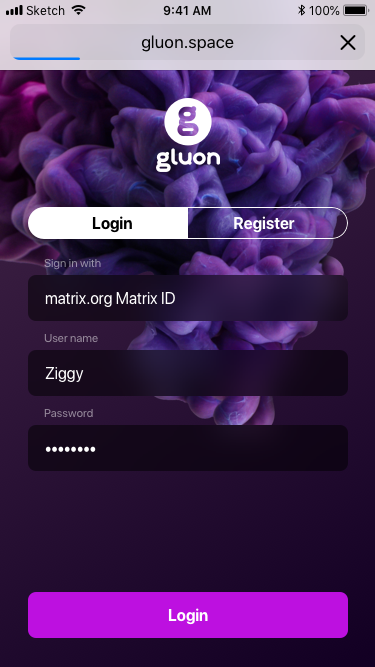 Sketch 9:41 AM 100%
gluon.space
g
gluon
Login Register
Sign in with
matrix.org Matrix ID
User name
Ziggy
Password
••••••••
Login